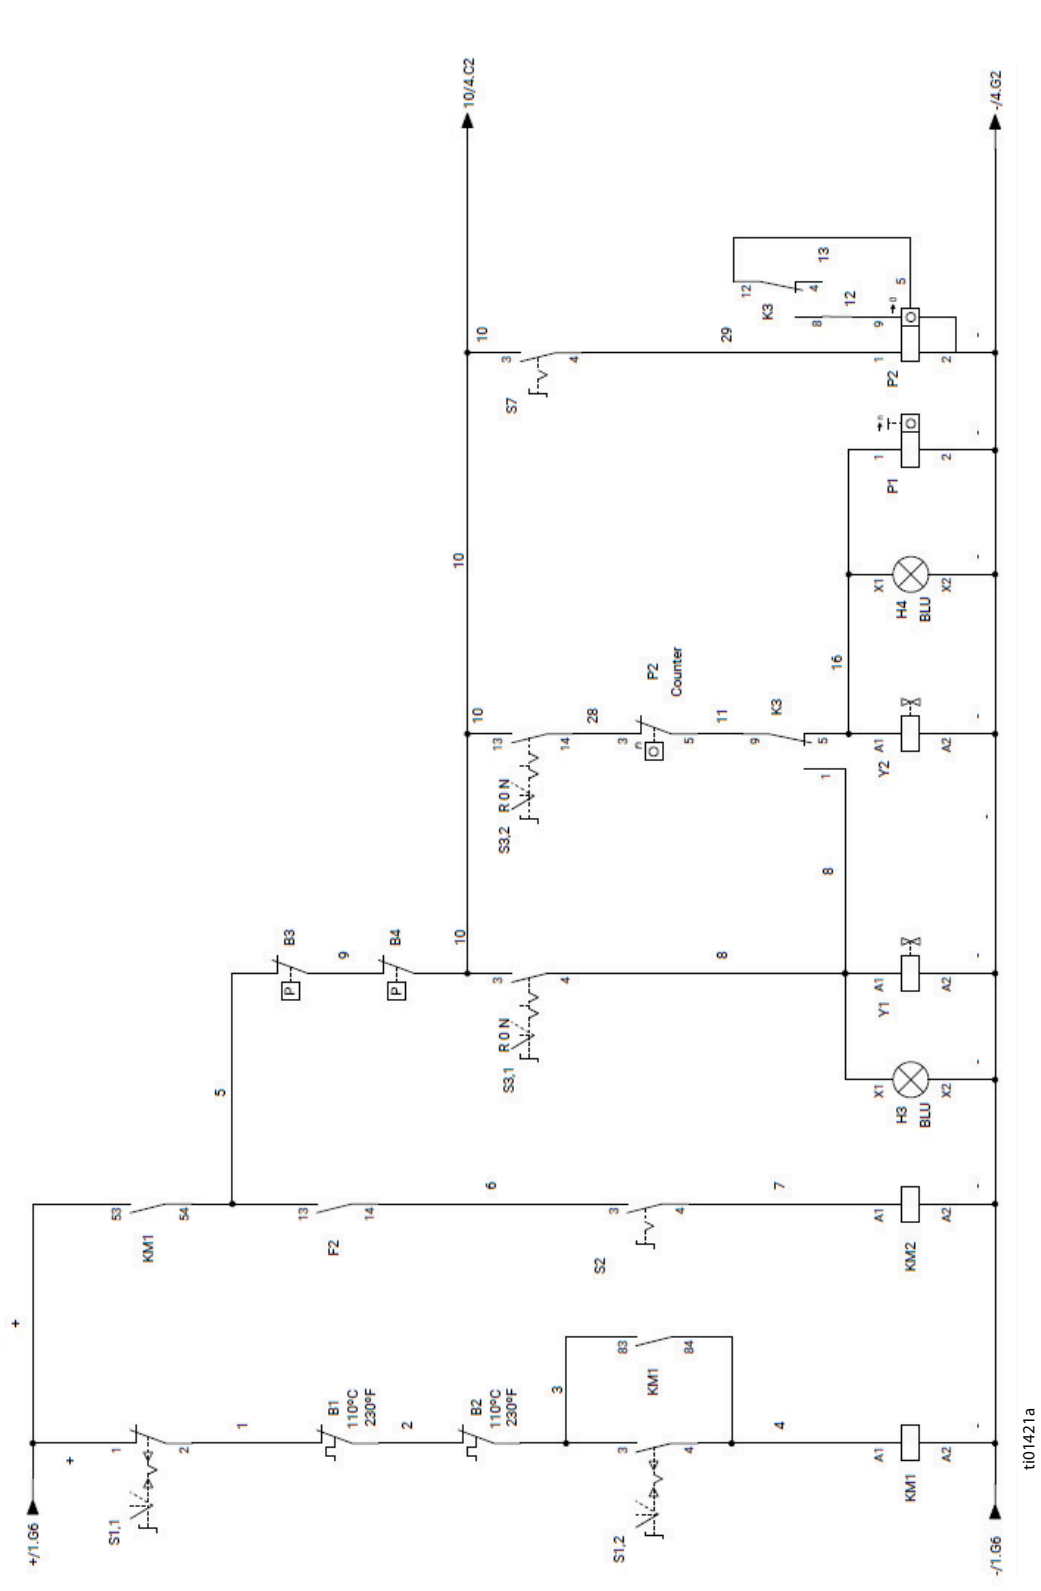 10/4.C2
-/4.G2
13
12
4
K3
12
8
5
→0
9
10
29
3
4
S7
1
2
P2
-
→n
1
2
P1
-
10
X1
X2
H4
BLU
-
16
P2
Counter
10
28
11
K3
13
14
3
n
5
9
5
1
A1
A2
Y2
-
R 0 N
S3,2
-
8
B3
9
B4
10
P
P
3
4
8
A1
A2
Y1
-
R 0 N
S3,1
5
X1
X2
H3
BLU
-
6
7
53
54
13
14
3
4
A1
A2
-
KM1
F2
S2
KM2
+
83
84
KM1
3
B1
110ºC
230ºF
B2
110ºC
230ºF
1
2
4
+
1
2
3
4
A1
A2
-
KM1
S1,1
S1,2
+/1.G6
-/1.G6
ti01421a